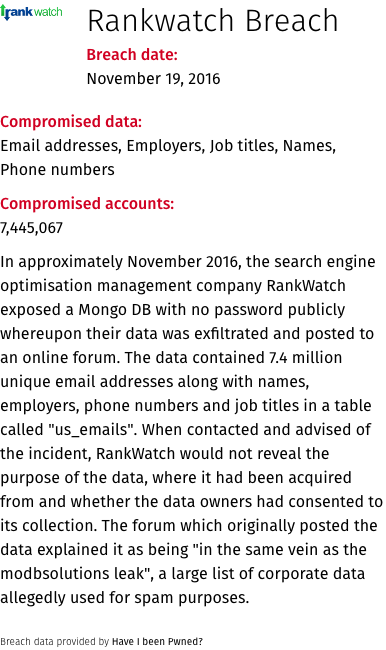 rankwatch
Rankwatch Breach
Breach date:
November 19, 2016
Compromised data:
Email addresses, Employers, Job titles, Names,
Phone numbers
Compromised accounts:
7,445,067
In approximately November 2016, the search engine
optimisation management company RankWatch
exposed a Mongo DB with no password publicly
whereupon their data was exfiltrated and posted to
an online forum. The data contained 7.4 million
unique email addresses along with names,
employers, phone numbers and job titles in a table
called "us_emails". When contacted and advised of
the incident, RankWatch would not reveal the
purpose of the data, where it had been acquired
from and whether the data owners had consented to
its collection. The forum which originally posted the
data explained it as being "in the same vein as the
modbsolutions leak", a large list of corporate data
allegedly used for spam purposes.
Breach data provided by Have I been Pwned?